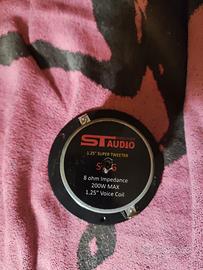 ST AUDIO
1.25" SUPER TWEETER
8 ohm Impedance
200W MAX
1.25" Voice Coil